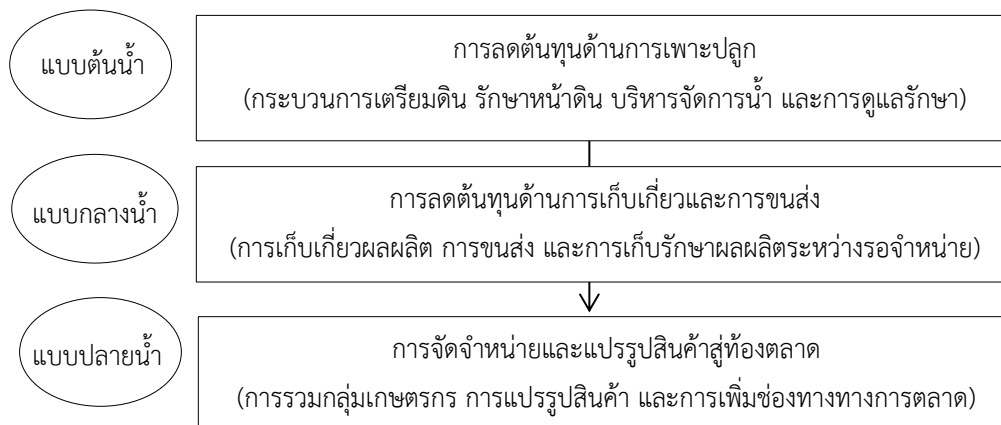 แบบต้นน้ำ
การลดต้นทุนด้านการเพาะปลูก
(กระบวนการเตรียมดิน รักษาหน้าดิน บริหารจัดการน้ำ และการดูแลรักษา)
แบบกลางน้ำ
การลดต้นทุนด้านการเก็บเกี่ยวและการขนส่ง
(การเก็บเกี่ยวผลผลิต การขนส่ง และการเก็บรักษาผลผลิตระหว่างรอจำหน่าย)
แบบปลายน้ำ
การจัดจำหน่ายและแปรรูปสินค้าสู่ท้องตลาด
(การรวมกลุ่มเกษตรกร การแปรรูปสินค้า และการเพิ่มช่องทางทางการตลาด)